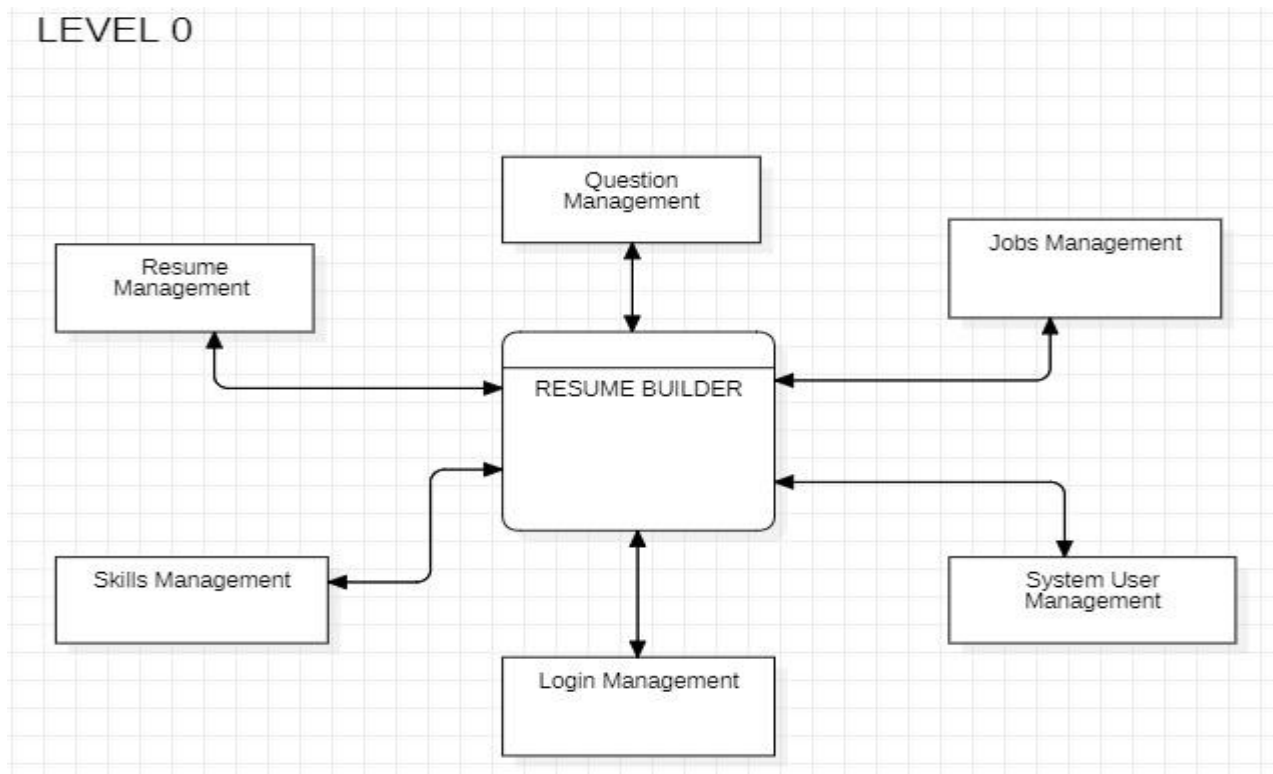 LEVEL 0
Question
Management
Jobs Management
Resume
Management
RESUME BUILDER
Skills Management
System User
Management
Login Management